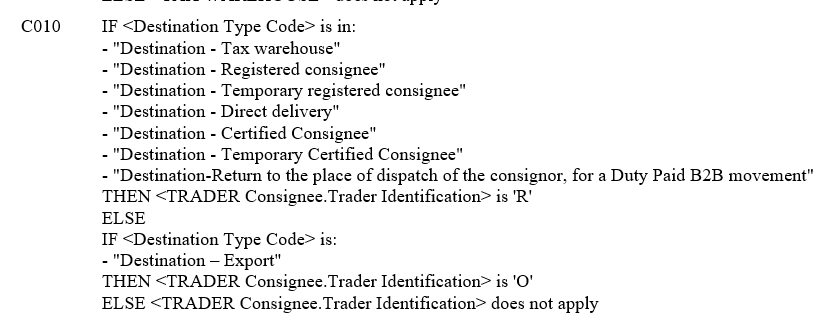 C010 IF <Destination Type Code> is in:
- "Destination - Tax warehouse"
- "Destination - Registered consignee"
- "Destination - Temporary registered consignee"
- "Destination - Direct delivery"
- "Destination - Certified Consignee"
- "Destination - Temporary Certified Consignee"
- "Destination-Return to the place of dispatch of the consignor, for a Duty Paid B2B movement"
THEN <TRADER Consignee.Trader Identification> is 'R'
ELSE
IF <Destination Type Code> is:
- "Destination – Export"
THEN <TRADER Consignee.Trader Identification> is 'O'
ELSE <TRADER Consignee.Trader Identification> does not apply